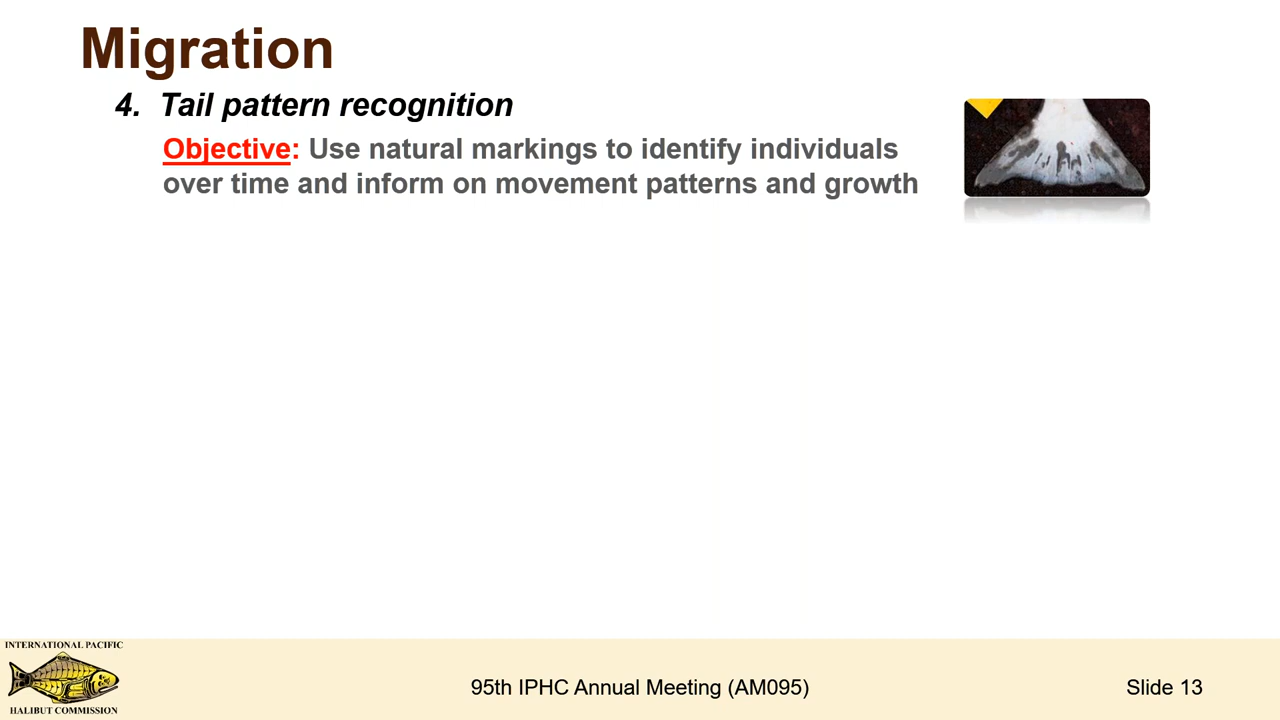 Migration
4. Tail pattern recognition
Objective: Use natural markings to identify individuals
over time and inform on movement patterns and growth
INTERNATIONAL PACIFIC
HALIBUT COMMISSION
95th IPHC Annual Meeting (AM095)
Slide 13